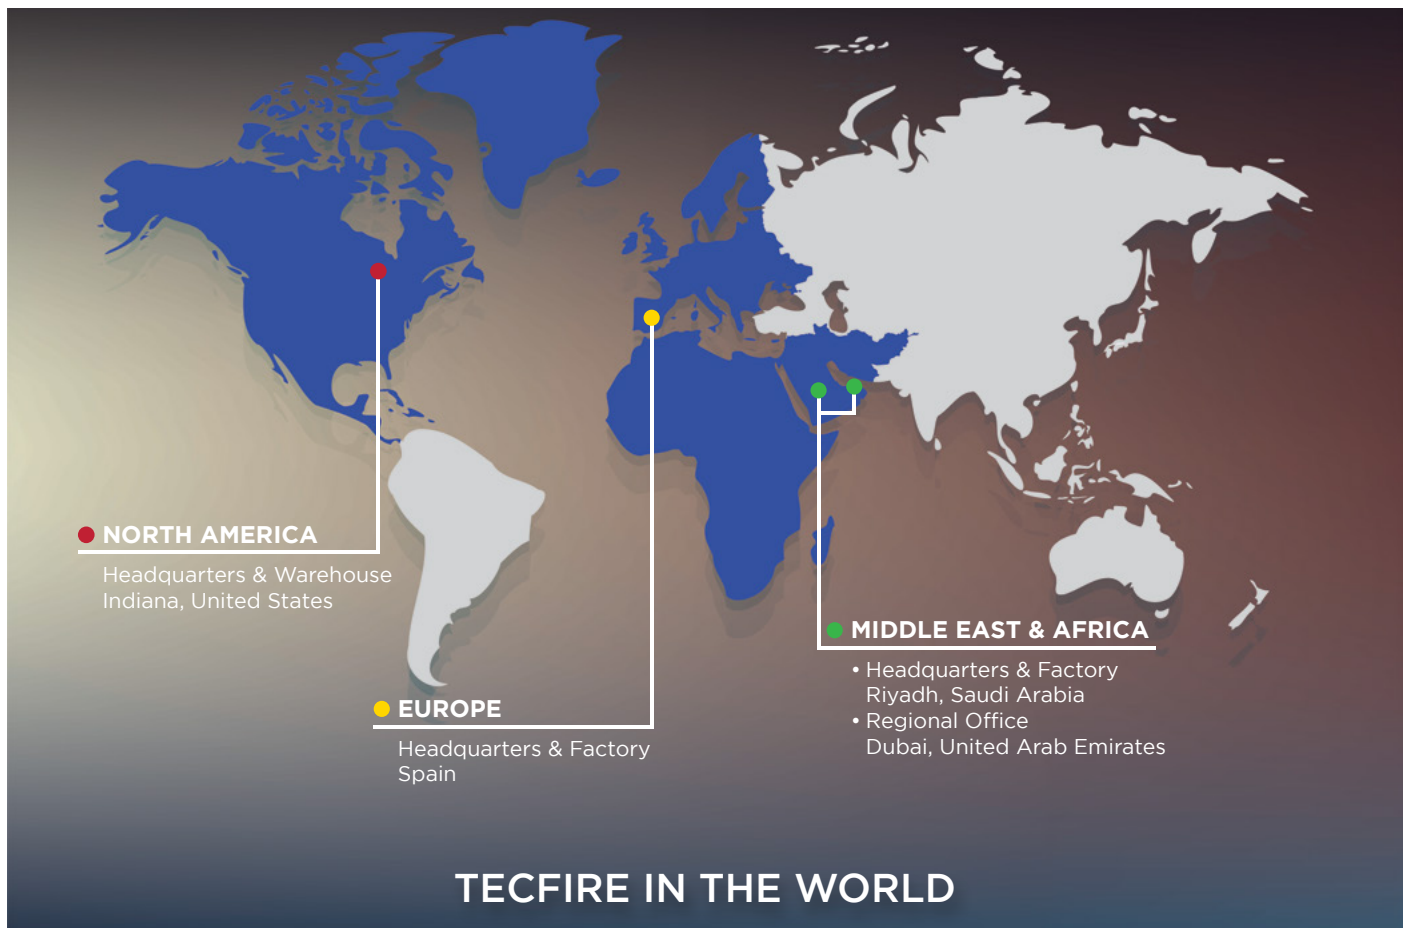 NORTH AMERICA
Headquarters & Warehouse
Indiana, United States
EUROPE
Headquarters & Factory
Spain
MIDDLE EAST & AFRICA
• Headquarters & Factory
Riyadh, Saudi Arabia
• Regional Office
Dubai, United Arab Emirates
TECFIRE IN THE WORLD